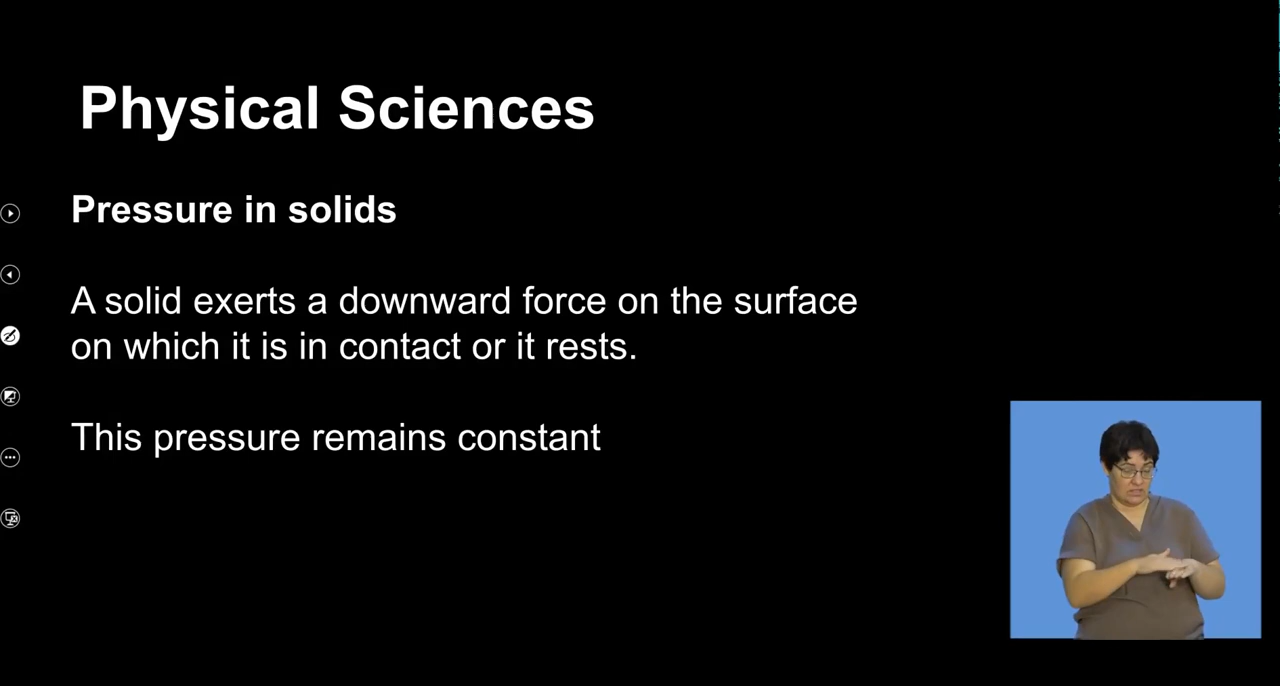 Physical Sciences
Pressure in solids
A solid exerts a downward force on the surface
on which it is in contact or it rests.
This pressure remains constant